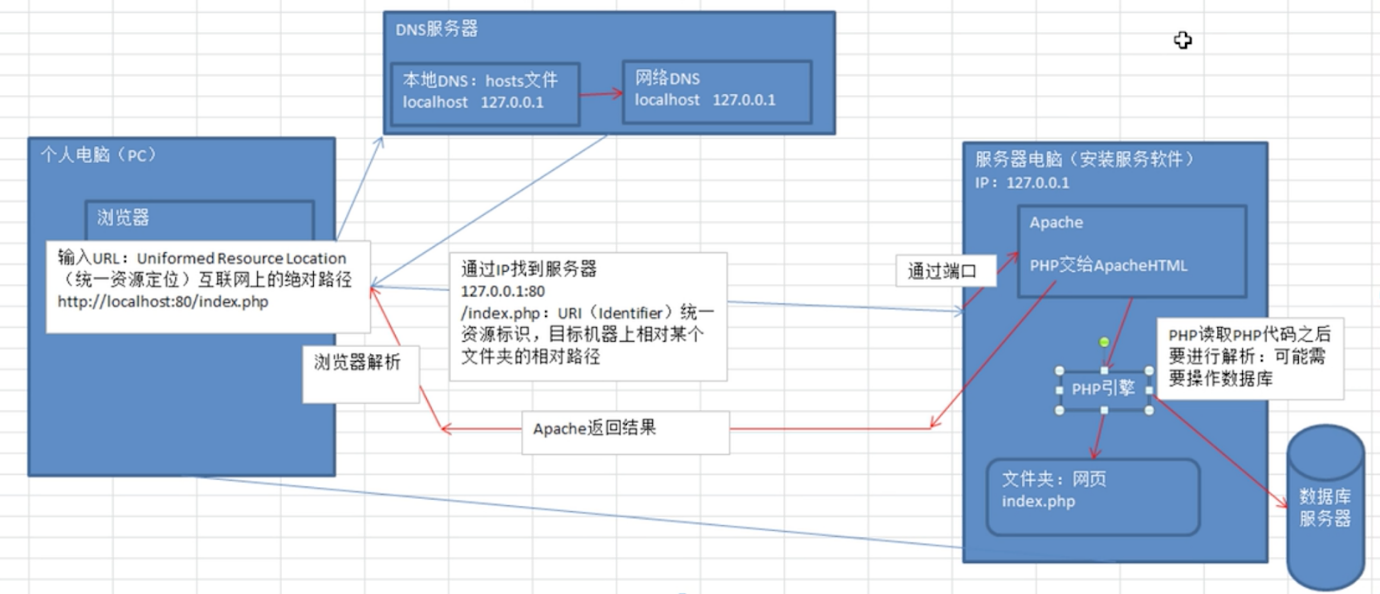 DNS服务器
本地DNS：hosts文件
localhost 127.0.0.1
网络DNS
localhost 127.0.0.1
个人电脑（PC）
浏览器
输入URL：Uniformed Resource Location
（统一资源定位）互联网上的绝对路径
http://localhost:80/index.php
浏览器解析
通过IP找到服务器
127.0.0.1:80
/index.php：URI（Identifier）统一
资源标识，目标机器上相对某个
文件夹的相对路径
Apache返回结果
通过端口
服务器电脑（安装服务软件）
IP：127.0.0.1
Apache
PHP交给ApacheHTML
PHP读取PHP代码之后
要进行解析：可能需
要操作数据库
PHP引擎
文件夹：网页
index.php
数据库
服务器